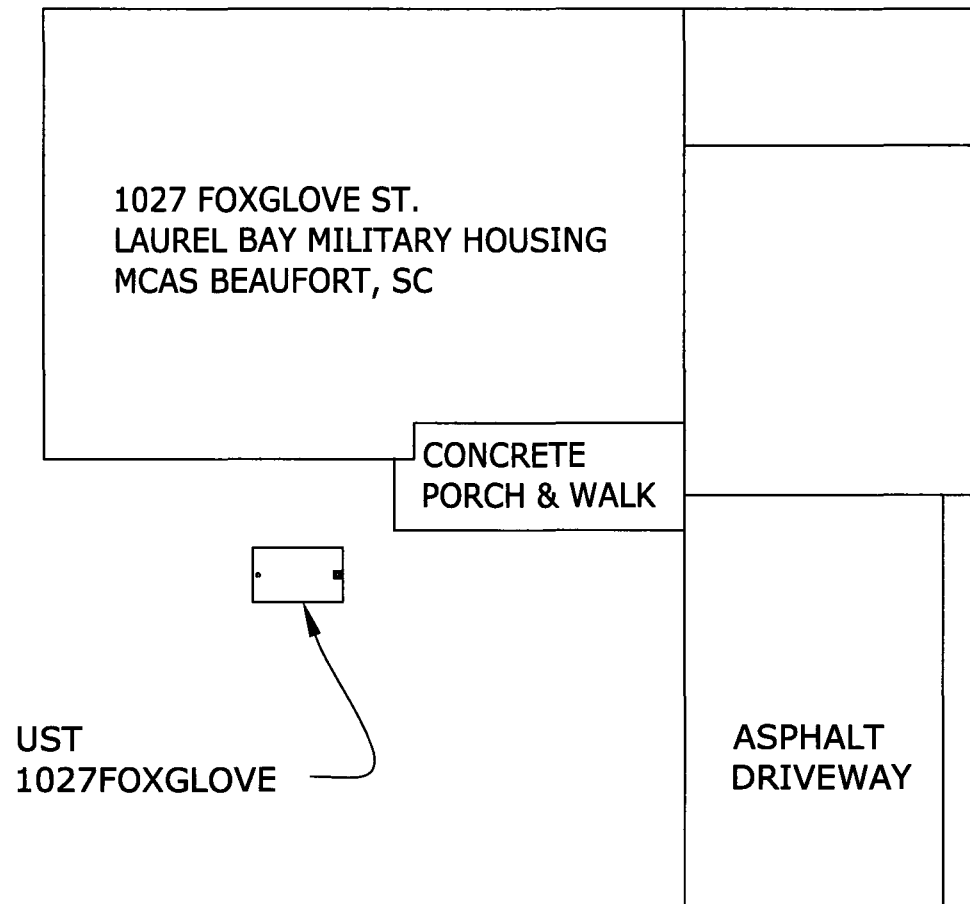 1027 FOXGLOVE ST.
LAUREL BAY MILITARY HOUSING
MCAS BEAUFORT, SC
CONCRETE
PORCH & WALK
UST
1027FOXGLOVE
ASPHALT
DRIVEWAY